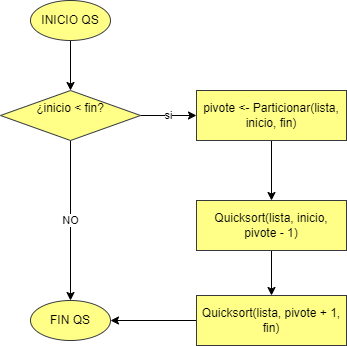 INICIO QS
¿inicio < fin?
si
pivote <- Particionar(lista,
inicio, fin)
Quicksort(lista, inicio,
pivote - 1)
NO
Quicksort(lista, pivote + 1,
fin)
FIN QS